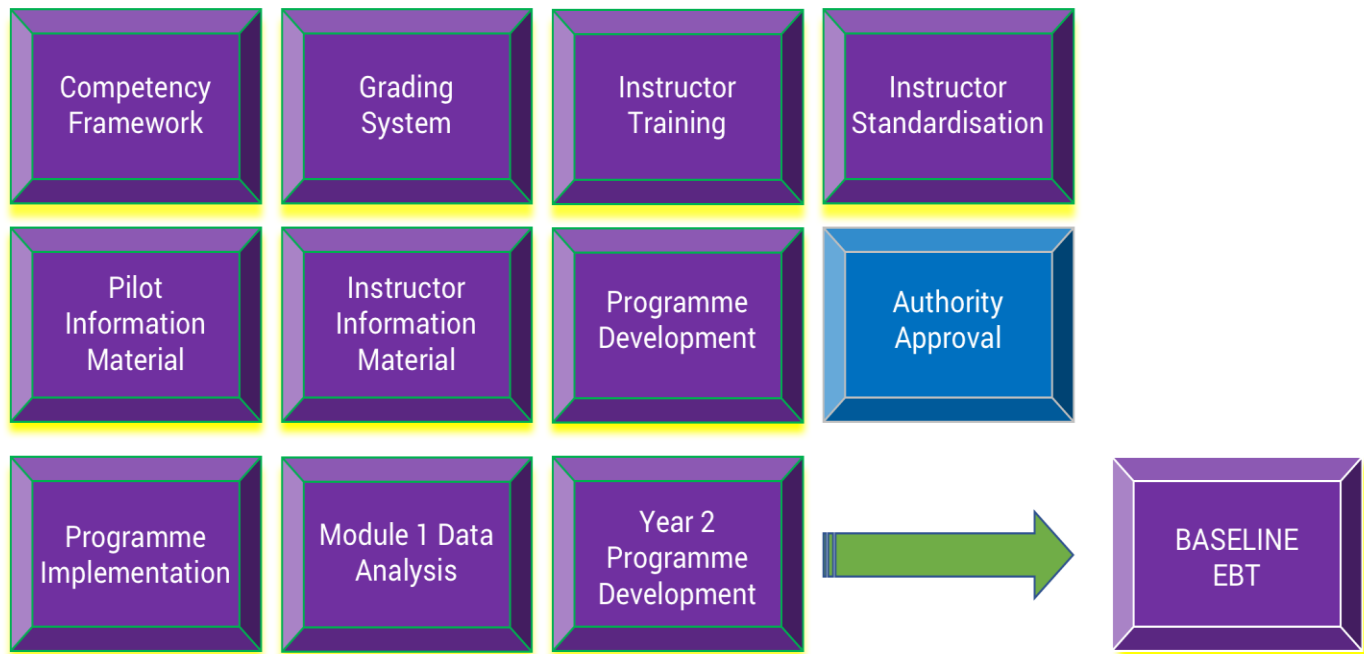 Competency
Framework
Grading
System
Instructor
Training
Instructor
Standardisation
Pilot
Information
Material
Instructor
Information
Material
Programme
Development
Authority
Approval
Programme
Implementation
Module 1 Data
Analysis
Year 2
Programme
Development
BASELINE
EBT